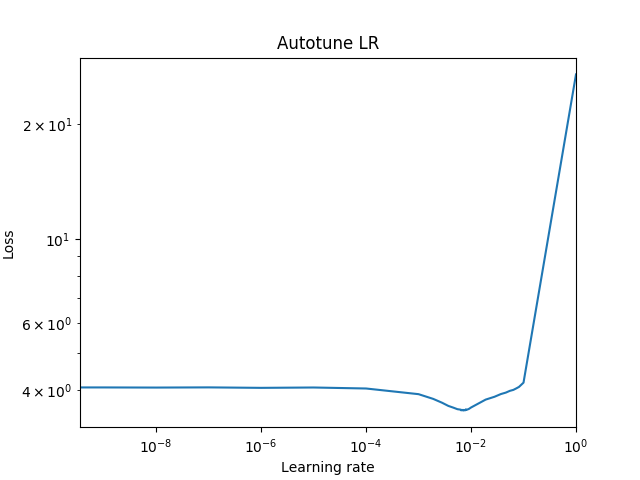 Autotune LR
Loss
2 × 10¹
10¹
6 × 10⁰
4 × 10⁰
10⁻⁸ 10⁻⁶ 10⁻⁴ 10⁻² 10⁰
Learning rate